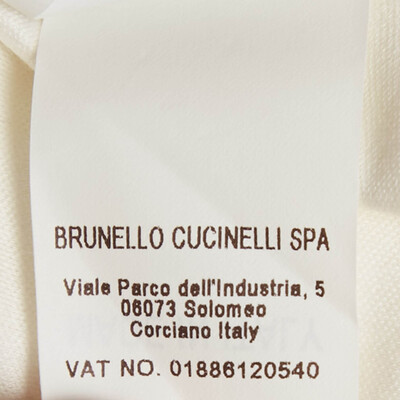 BRUNELLO CUCINELLI SPA
Viale Parco dell'Industria, 5
06073 Solomeo
Corciano Italy
VAT NO. 01886120540